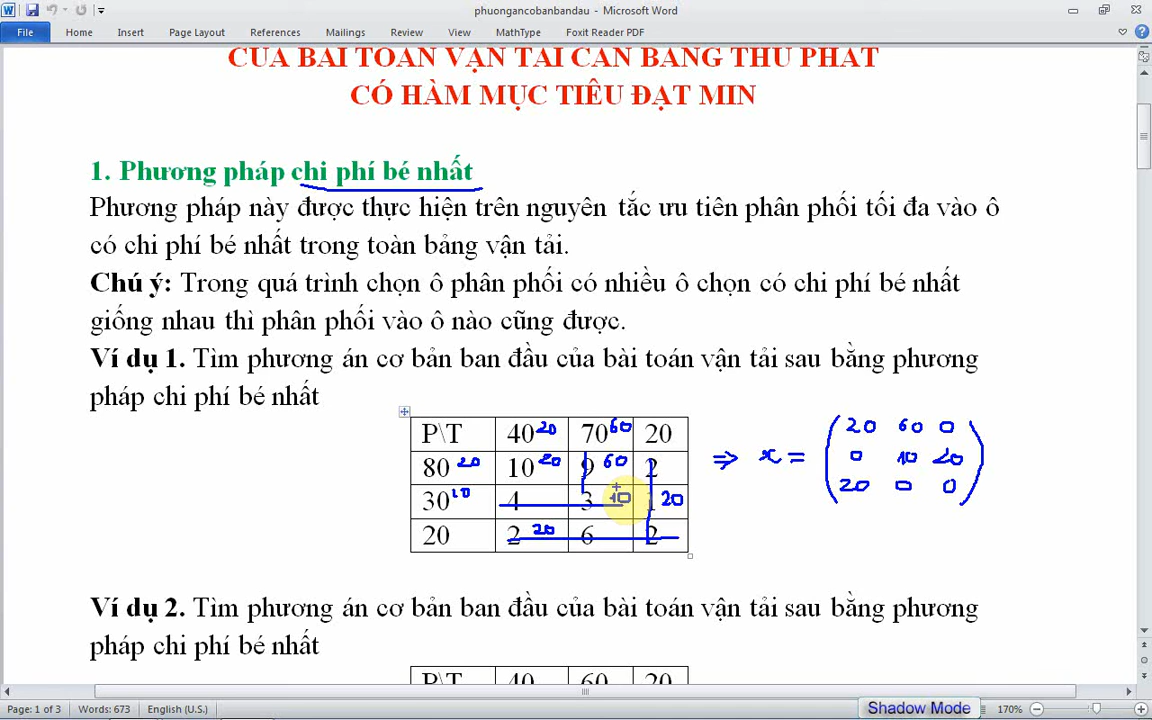 phuongancobanbandau - Microsoft Word
File Home Insert Page Layout References Mailings Review View MathType Foxit Reader PDF
CỦA BÀI TOÁN VẬN TẢI CÂN BẰNG THU PHÁT
CÓ HÀM MỤC TIÊU ĐẠT MIN
1. Phương pháp chi phí bé nhất
Phương pháp này được thực hiện trên nguyên tắc ưu tiên phân phối tối đa vào ô
có chi phí bé nhất trong toàn bảng vận tải.
Chú ý: Trong quá trình chọn ô phân phối có nhiều ô chọn có chi phí bé nhất
giống nhau thì phân phối vào ô nào cũng được.
Ví dụ 1. Tìm phương án cơ bản ban đầu của bài toán vận tải sau bằng phương
pháp chi phí bé nhất
P\T 40 20 70 60 20
80 20 10 20 9 60 2
30 10 4 3 10 1 20
20 2 20 6 2
⇒ x =
20 60 0
0 10 20
20 0 0
Ví dụ 2. Tìm phương án cơ bản ban đầu của bài toán vận tải sau bằng phương
pháp chi phí bé nhất
P\T 40 60 20
Page: 1 of 3 Words: 673 English (U.S.) Shadow Mode 170%